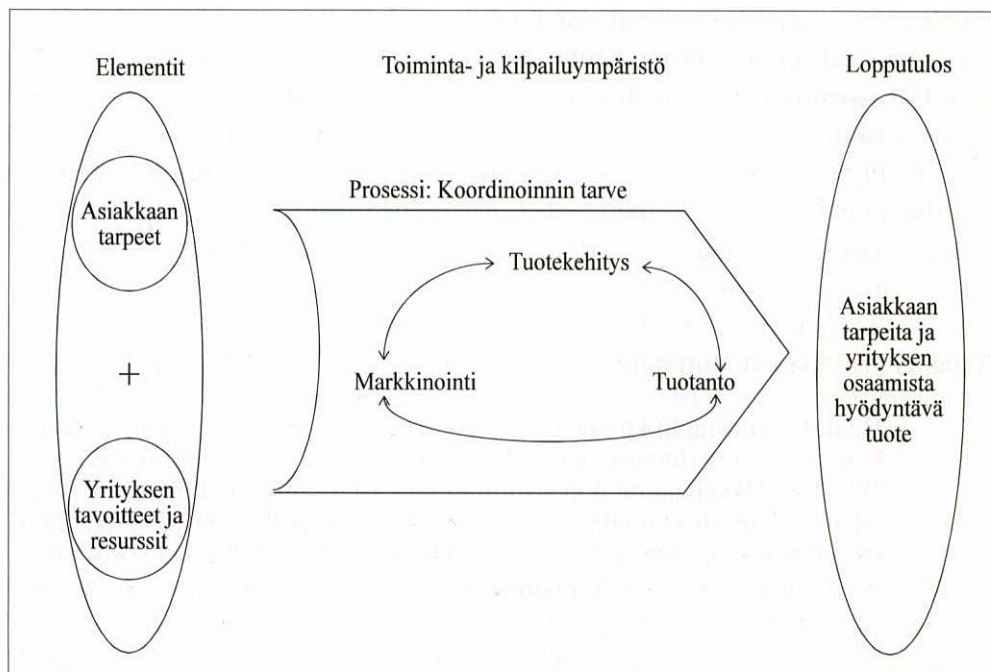 Elementit
Toiminta- ja kilpailuympäristö
Lopputulos
Asiakkaan
tarpeet
+
Yrityksen
tavoitteet ja
resurssit
Prosessi: Koordinoinnin tarve
Tuotekehitys
Markkinointi
Tuotanto
Asiakkaan
tarpeita ja
yrityksen
osaamista
hyödyntävä
tuote